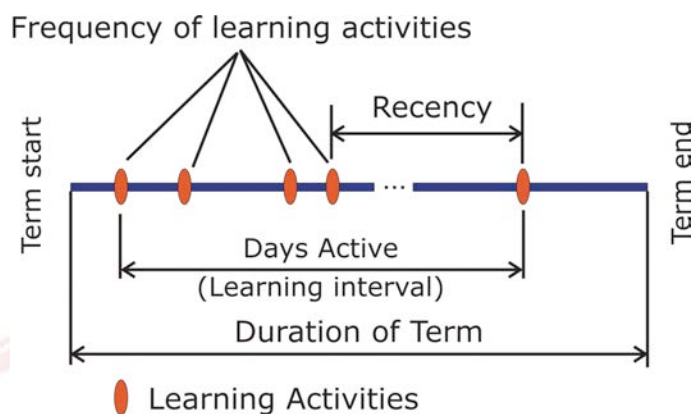 Frequency of learning activities
Recency
Term start
Term end
...
Days Active
(Learning interval)
Duration of Term
Learning Activities